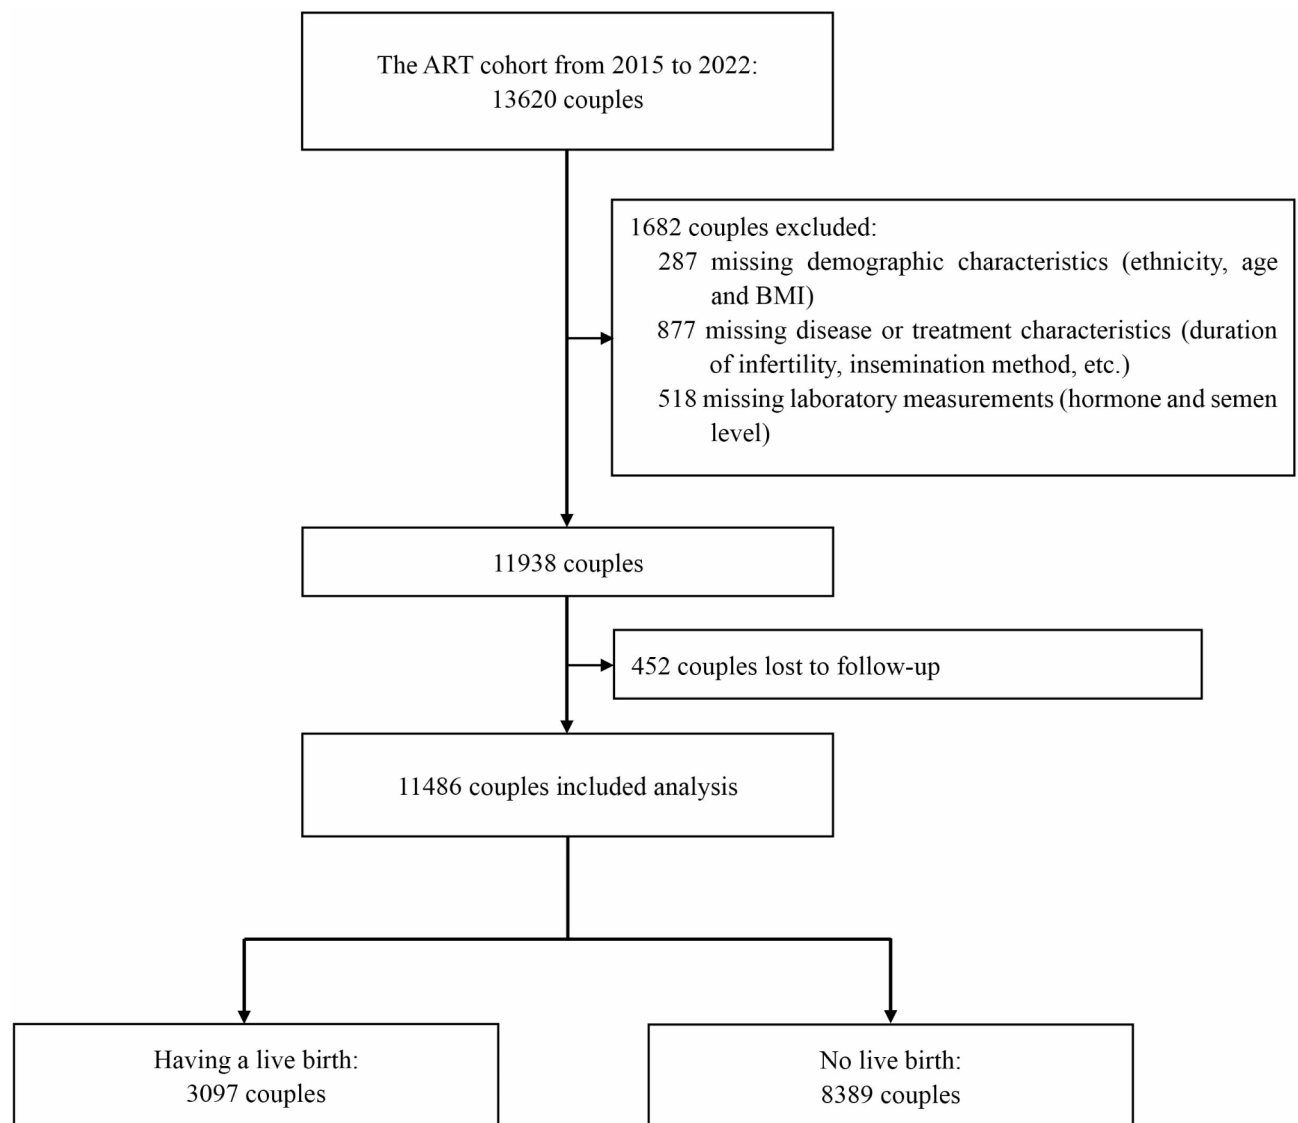 The ART cohort from 2015 to 2022:
13620 couples
1682 couples excluded:
287 missing demographic characteristics (ethnicity, age
and BMI)
877 missing disease or treatment characteristics (duration
of infertility, insemination method, etc.)
518 missing laboratory measurements (hormone and semen
level)
11938 couples
452 couples lost to follow-up
11486 couples included analysis
Having a live birth:
3097 couples
No live birth:
8389 couples